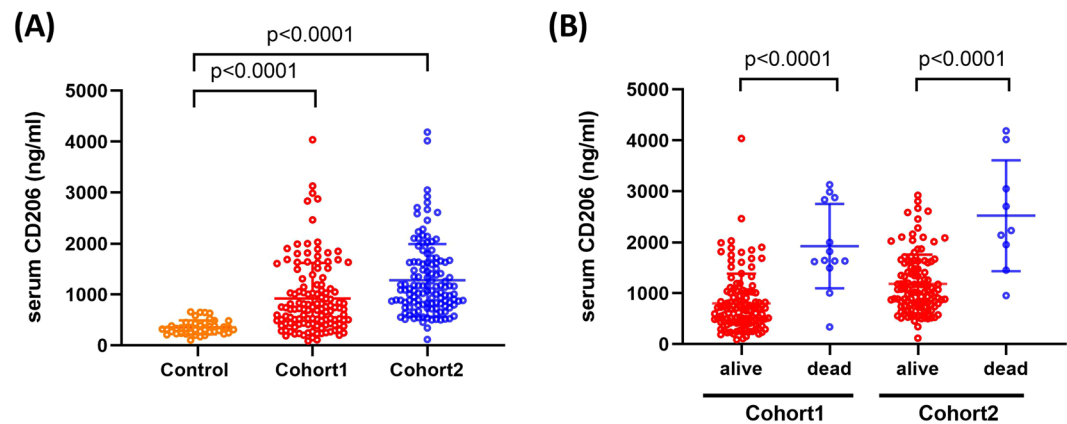 (A)
p<0.0001
p<0.0001
serum CD206 (ng/ml)
5000
4000
3000
2000
1000
0
Control Cohort1 Cohort2
(B)
p<0.0001 p<0.0001
serum CD206 (ng/ml)
5000
4000
3000
2000
1000
0
alive dead alive dead
Cohort1 Cohort2